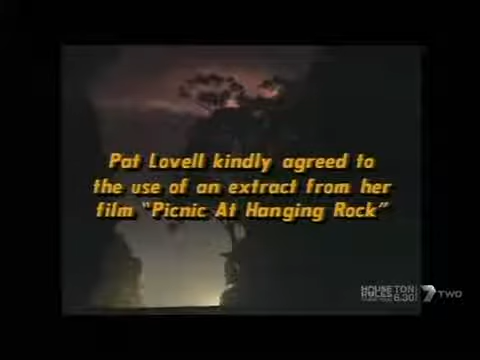 Pat Lovell kindly agreed to
the use of an extract from her
film "Picnic At Hanging Rock"
HOUSE
RULES
8.30
7 TWO